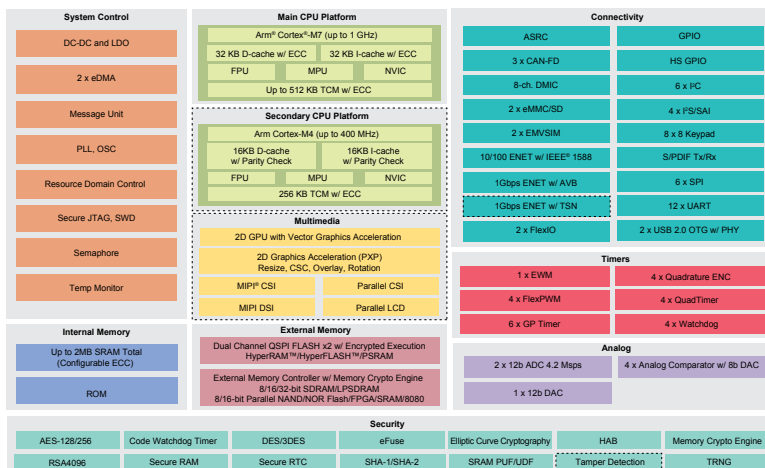 System Control
DC-DC and LDO
2 x eDMA
Message Unit
PLL, OSC
Resource Domain Control
Secure JTAG, SWD
Semaphore
Temp Monitor
Internal Memory
Up to 2MB SRAM Total
(Configurable ECC)
ROM
Main CPU Platform
Arm® Cortex®-M7 (up to 1 GHz)
32 KB D-cache w/ ECC
32 KB I-cache w/ ECC
FPU
MPU
NVIC
Up to 512 KB TCM w/ ECC
Secondary CPU Platform
Arm Cortex-M4 (up to 400 MHz)
16KB D-cache
w/ Parity Check
16KB I-cache
w/ Parity Check
FPU
MPU
NVIC
256 KB TCM w/ ECC
Multimedia
2D GPU with Vector Graphics Acceleration
2D Graphics Acceleration (PXP)
Resize, CSC, Overlay, Rotation
MIPI® CSI
Parallel CSI
MIPI DSI
Parallel LCD
External Memory
Dual Channel QSPI FLASH x2 w/ Encrypted Execution
HyperRAM™/HyperFLASH™/PSRAM
External Memory Controller w/ Memory Crypto Engine
8/16/32-bit SDRAM/LPSDRAM
8/16-bit Parallel NAND/NOR Flash/FPGA/SRAM/8080
Connectivity
ASRC
GPIO
3 x CAN-FD
HS GPIO
8-ch. DMIC
6 x I²C
2 x eMMC/SD
4 x I²S/SAI
2 x EMVSIM
8 x 8 Keypad
10/100 ENET w/ IEEE® 1588
S/PDIF Tx/Rx
1Gbps ENET w/ AVB
6 x SPI
1Gbps ENET w/ TSN
12 x UART
2 x FlexIO
2 x USB 2.0 OTG w/ PHY
Timers
1 x EWM
4 x Quadrature ENC
4 x FlexPWM
4 x QuadTimer
6 x GP Timer
4 x Watchdog
Analog
2 x 12b ADC 4.2 Msps
4 x Analog Comparator w/ 8b DAC
1 x 12b DAC
Security
AES-128/256
Code Watchdog Timer
DES/3DES
eFuse
Elliptic Curve Cryptography
HAB
Memory Crypto Engine
RSA4096
Secure RAM
Secure RTC
SHA-1/SHA-2
SRAM PUF/UDF
Tamper Detection
TRNG